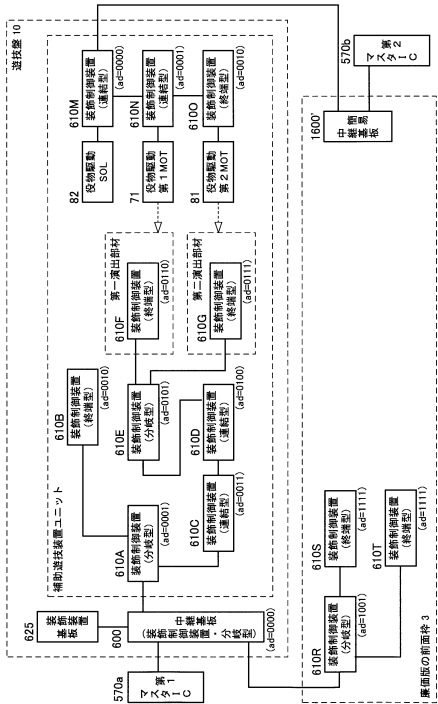 遊技盤 10
補助遊技装置ユニット
610M
装飾制御装置
(連結型)
(ad=0000)
610N
装飾制御装置
(連結型)
(ad=0001)
610O
装飾制御装置
(終端型)
(ad=0010)
82
役物駆動
SOL
71
役物駆動
第1MOT
81
役物駆動
第2MOT
第一演出部材
610F
装飾制御装置
(終端型)
(ad=0110)
第二演出部材
610G
装飾制御装置
(終端型)
(ad=0111)
610B
装飾制御装置
(終端型)
(ad=0010)
610E
装飾制御装置
(分岐型)
(ad=0101)
610D
装飾制御装置
(連結型)
(ad=0100)
610A
装飾制御装置
(分岐型)
(ad=0001)
610C
装飾制御装置
(連結型)
(ad=0011)
625
装飾装置
基板
600
中継基板
(装飾制御装置・分岐型)
(ad=0000)
570a
第1
マスタIC
570b
第2
マスタIC
1600'
簡易
中継基板
610S
装飾制御装置
(終端型)
(ad=1111)
610T
装飾制御装置
(終端型)
(ad=1111)
610R
装飾制御装置
(分岐型)
(ad=1001)
廉価版の前面枠 3